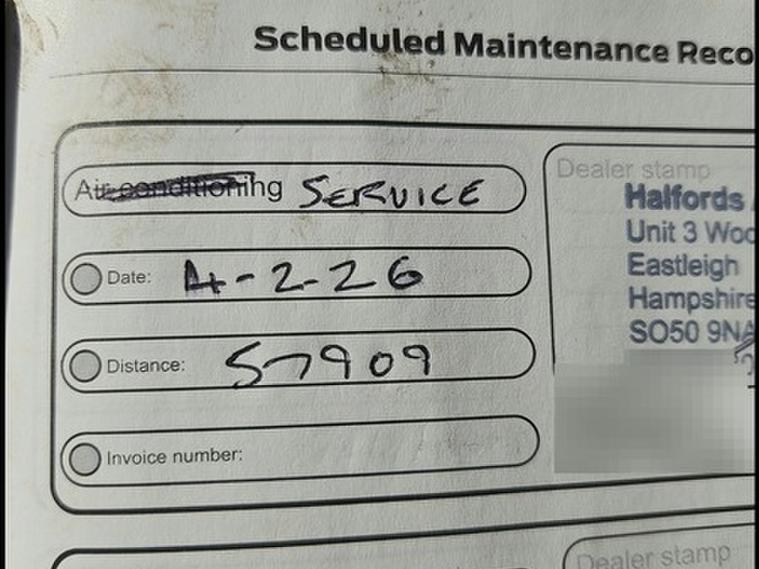 Scheduled Maintenance Reco
Air conditioning SERVICE
Date: 4-2-26
Distance: 57909
Invoice number:
Dealer stamp
Halfords
Unit 3 Woo
Eastleigh
Hampshire
SO50 9NA
Dealer stamp